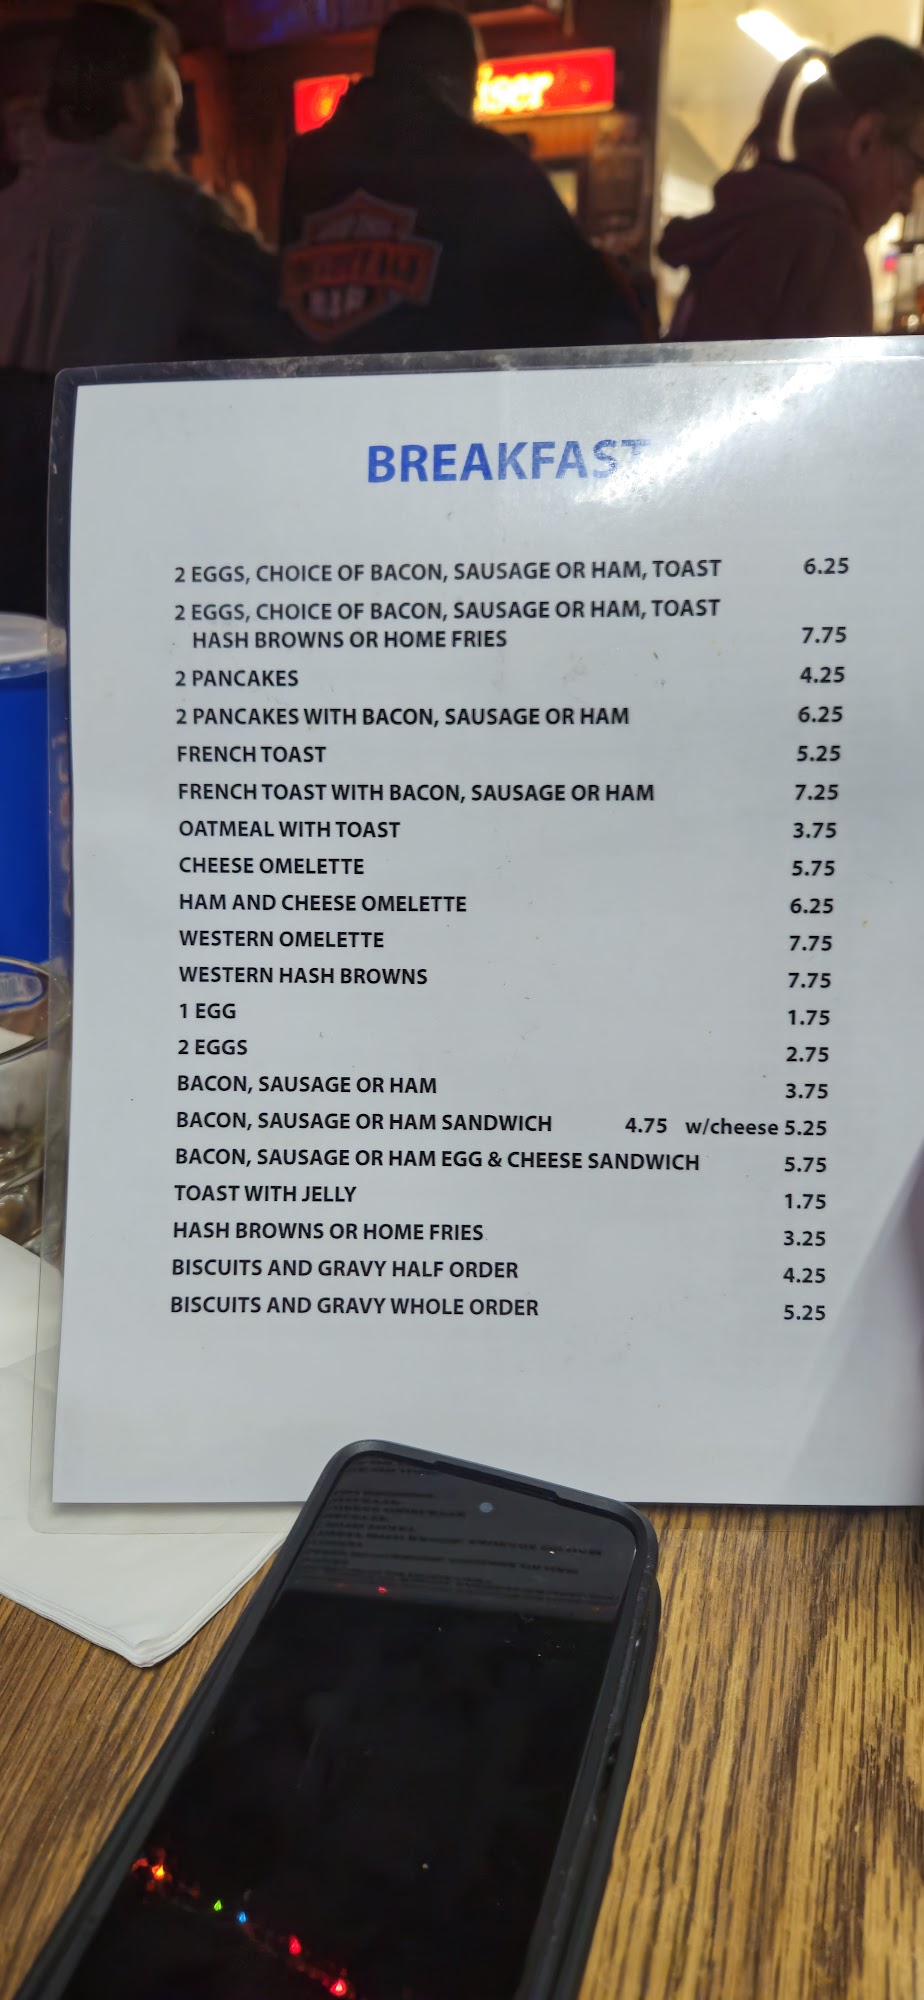 iser
BREAKFAST
2 EGGS, CHOICE OF BACON, SAUSAGE OR HAM, TOAST 6.25
2 EGGS, CHOICE OF BACON, SAUSAGE OR HAM, TOAST
HASH BROWNS OR HOME FRIES 7.75
2 PANCAKES 4.25
2 PANCAKES WITH BACON, SAUSAGE OR HAM 6.25
FRENCH TOAST 5.25
FRENCH TOAST WITH BACON, SAUSAGE OR HAM 7.25
OATMEAL WITH TOAST 3.75
CHEESE OMELETTE 5.75
HAM AND CHEESE OMELETTE 6.25
WESTERN OMELETTE 7.75
WESTERN HASH BROWNS 7.75
1 EGG 1.75
2 EGGS 2.75
BACON, SAUSAGE OR HAM 3.75
BACON, SAUSAGE OR HAM SANDWICH 4.75 w/cheese 5.25
BACON, SAUSAGE OR HAM EGG & CHEESE SANDWICH 5.75
TOAST WITH JELLY 1.75
HASH BROWNS OR HOME FRIES 3.25
BISCUITS AND GRAVY HALF ORDER 4.25
BISCUITS AND GRAVY WHOLE ORDER 5.25